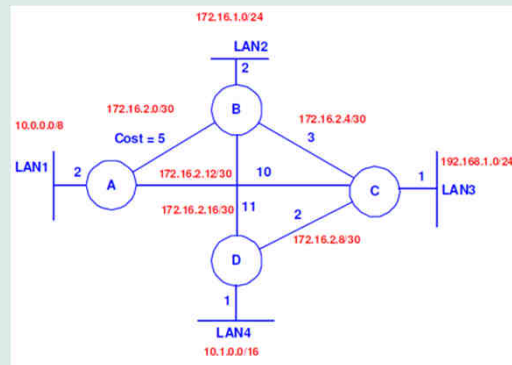 172.16.1.0/24
LAN2
2
172.16.2.0/30
B
172.16.2.4/30
10.0.0.0/8
Cost = 5
3
LAN1
2
A
172.16.2.12/30
10
C
1
192.168.1.0/24
LAN3
172.16.2.16/30
11
2
172.16.2.8/30
D
1
LAN4
10.1.0.0/16